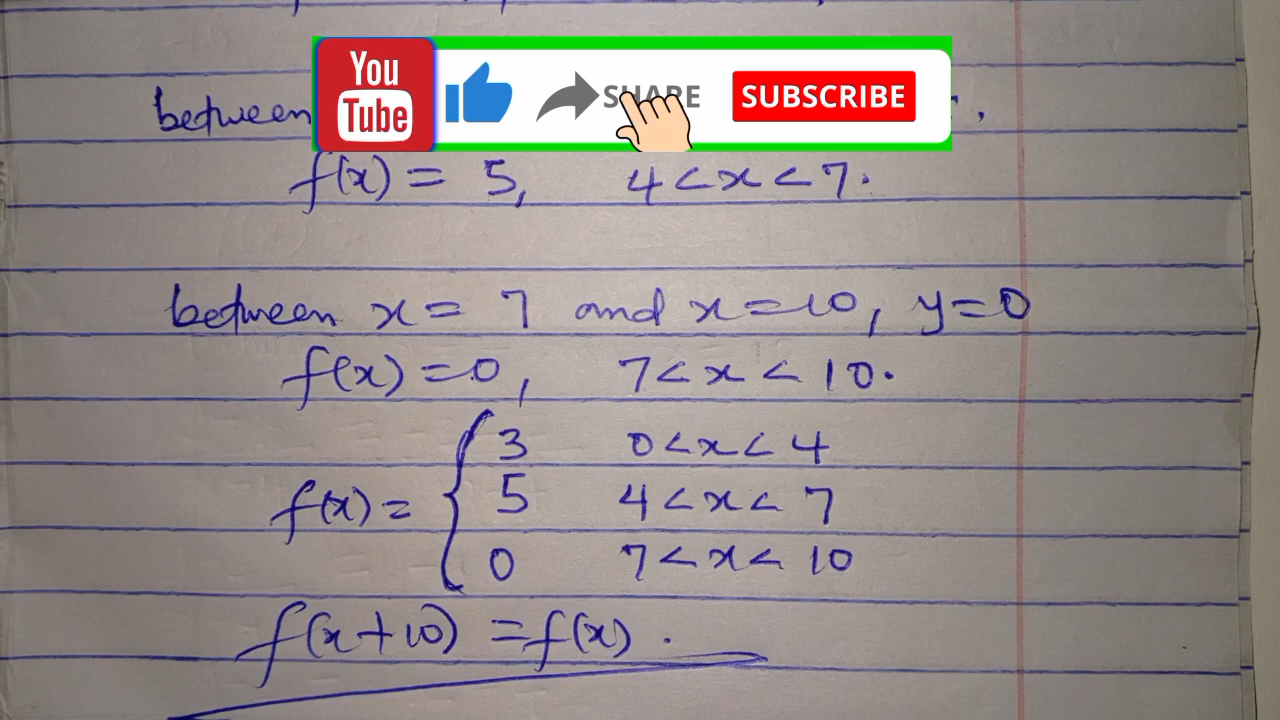 You
Tube
SHARE
SUBSCRIBE
between
f(x) = 5, 4<x<7.
between x = 7 and x=10, y=0
f(x) =0, 7<x<10.
3 0<x<4
f(x)= { 5 4<x<7
0 7<x<10
f(x+10) =f(x).